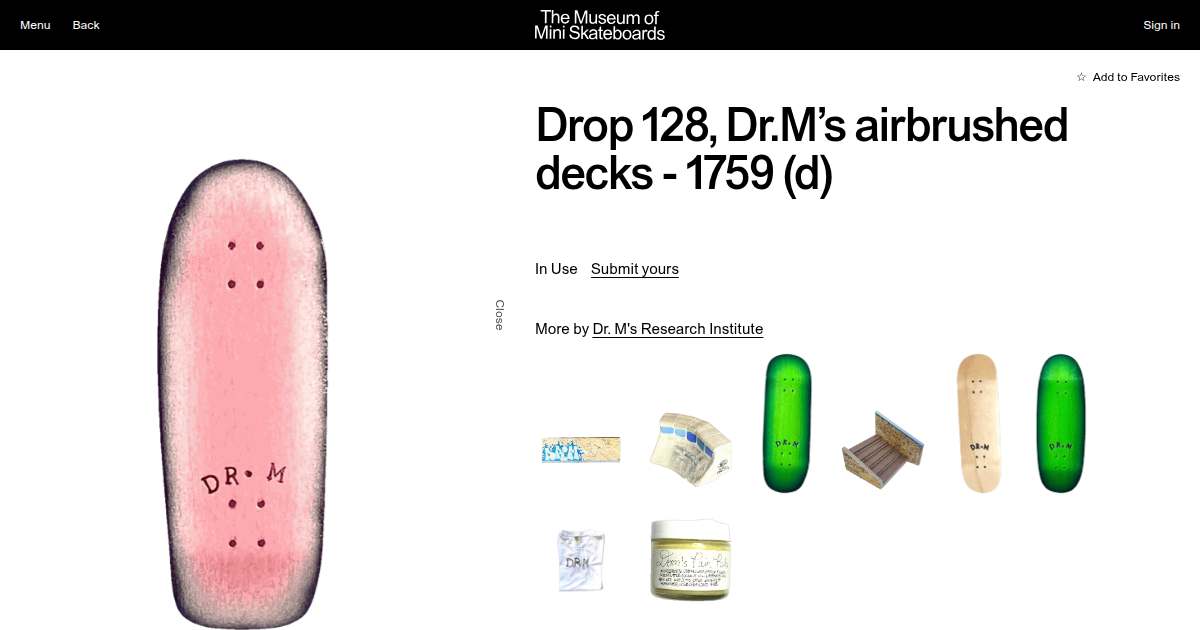 Menu
Back
The Museum of
Mini Skateboards
Sign in
☆ Add to Favorites
Drop 128, Dr.M’s airbrushed
decks - 1759 (d)
In Use
Submit yours
Close
More by Dr. M's Research Institute
DR•M
DR•M
DR•M
DR•M
DRM